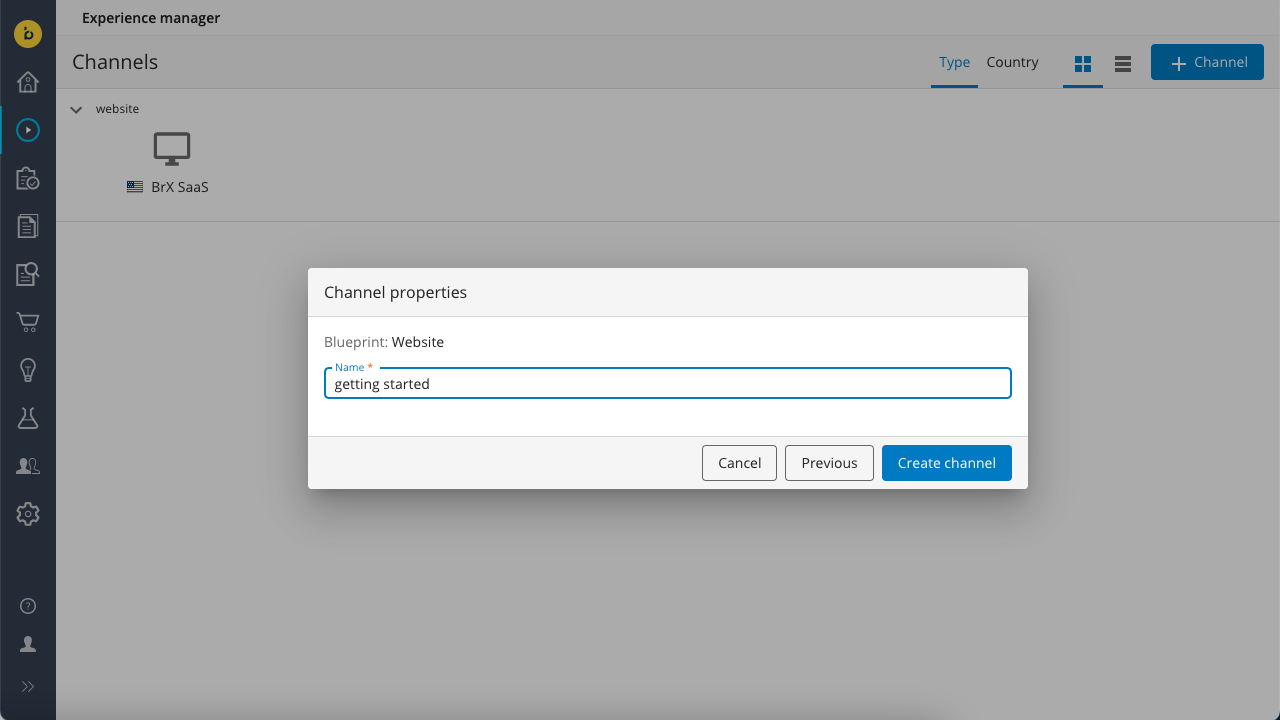 Experience manager
Channels
Type Country
Channel
website
BrX SaaS
Channel properties
Blueprint: Website
Name *
getting started
Cancel
Previous
Create channel